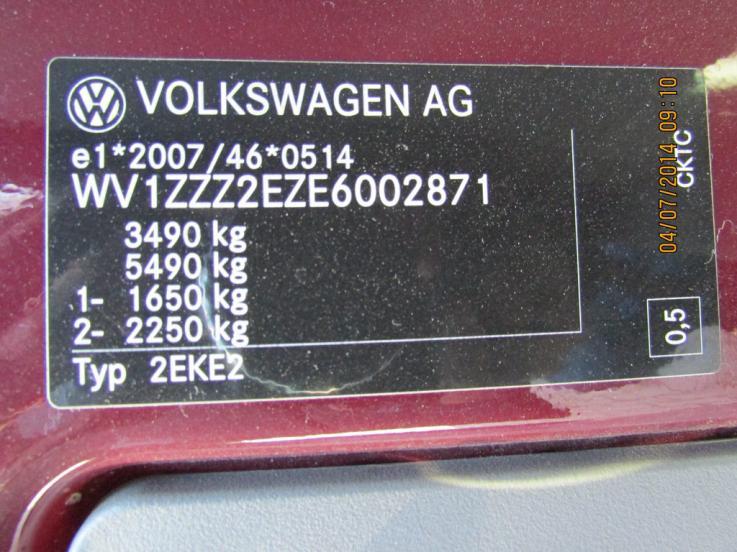 VOLKSWAGEN AG
e1*2007/46*0514
WV1ZZZ2EZE6002871
3490 kg
5490 kg
1- 1650 kg
2- 2250 kg
Typ 2EKE2
CKTC
0,5
04/07/2014 09:10